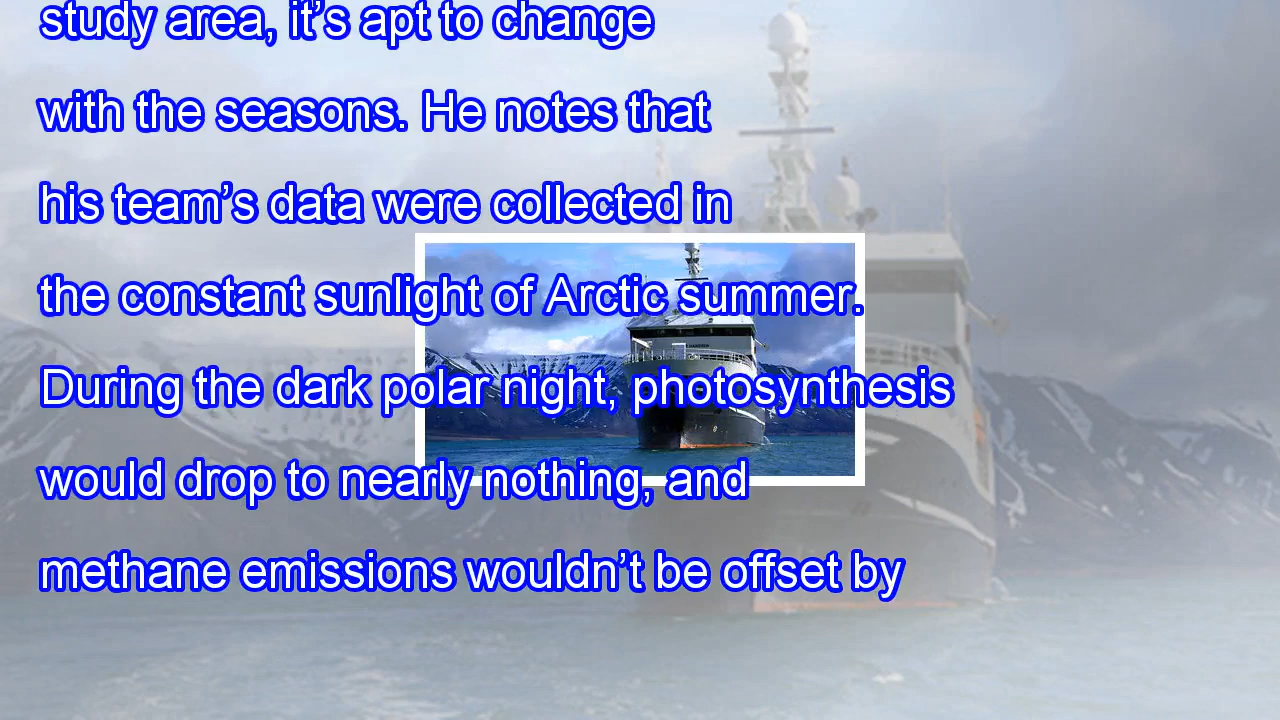 study area, it’s apt to change
with the seasons. He notes that
his team’s data were collected in
the constant sunlight of Arctic summer.
During the dark polar night, photosynthesis
would drop to nearly nothing, and
methane emissions wouldn’t be offset by